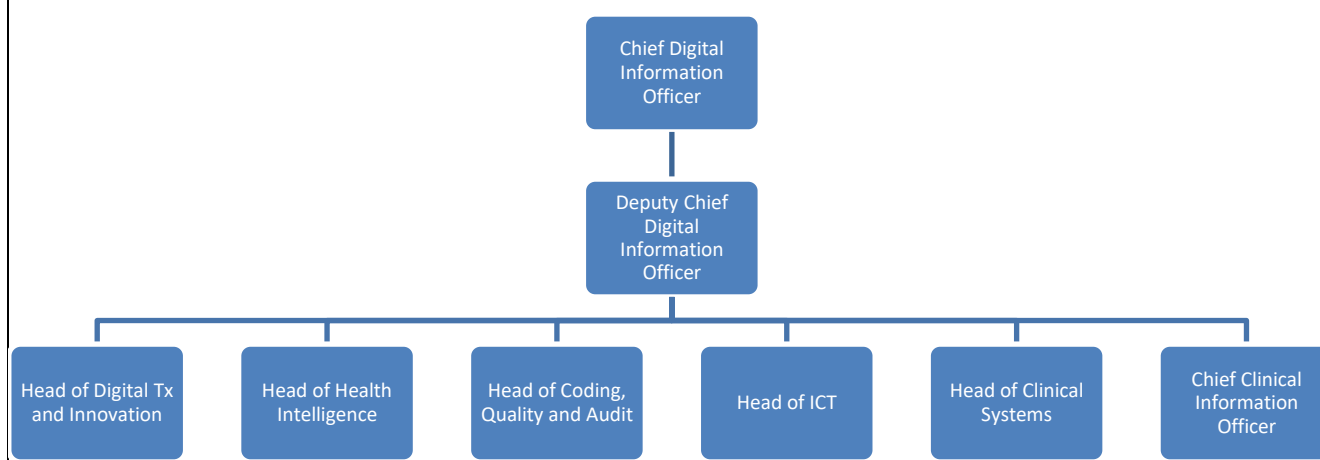 Chief Digital
Information
Officer
Deputy Chief
Digital
Information
Officer
Head of Digital Tx
and Innovation
Head of Health
Intelligence
Head of Coding,
Quality and Audit
Head of ICT
Head of Clinical
Systems
Chief Clinical
Information
Officer